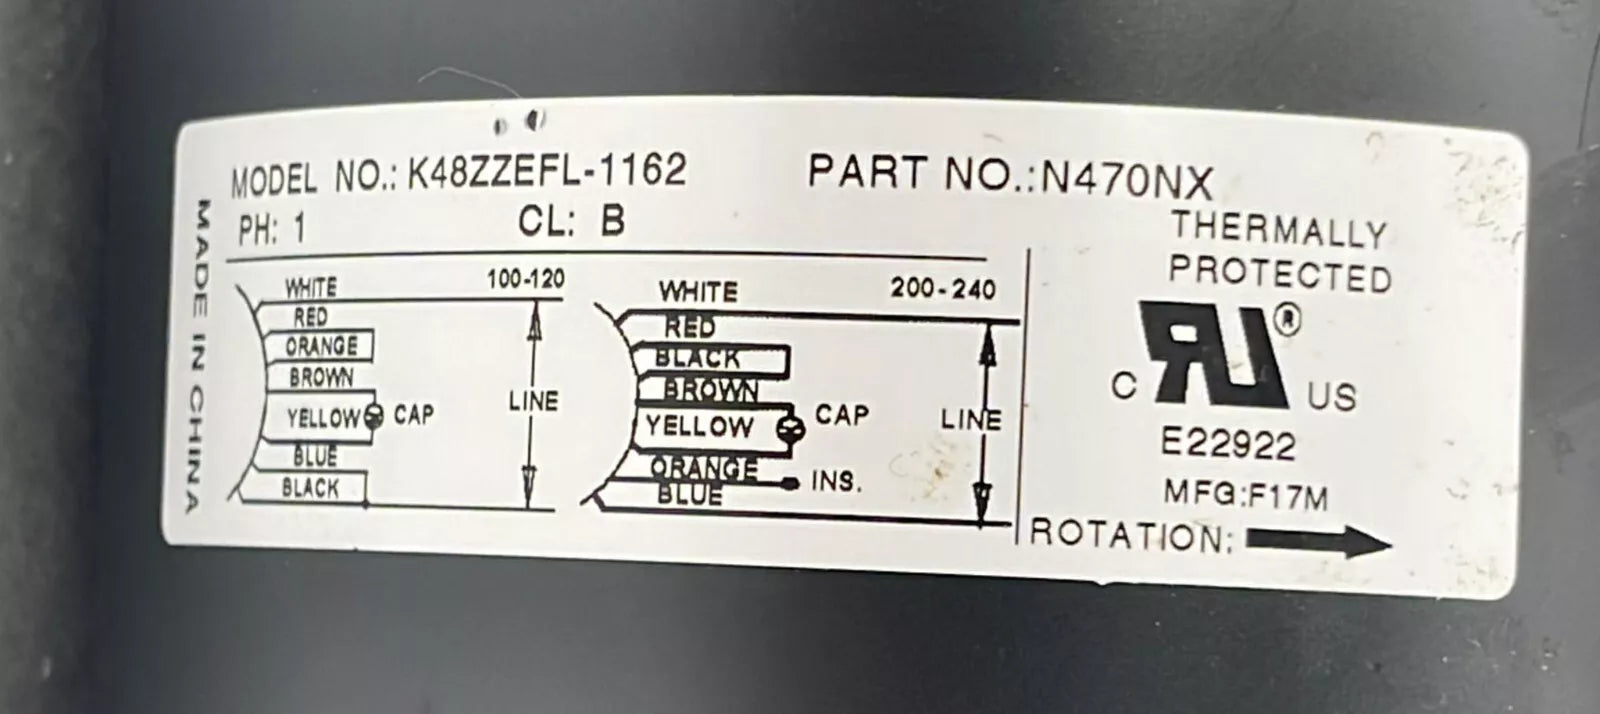 MODEL NO.: K48ZZEFL-1162
PART NO.:N470NX
PH: 1
CL: B
MADE IN CHINA
WHITE
100-120
RED
ORANGE
BROWN
YELLOW
CAP
LINE
BLUE
BLACK
WHITE
200-240
RED
BLACK
BROWN
YELLOW
CAP
LINE
ORANGE
INS.
BLUE
THERMALLY
PROTECTED
C RU® US
E22922
MFG:F17M
ROTATION: